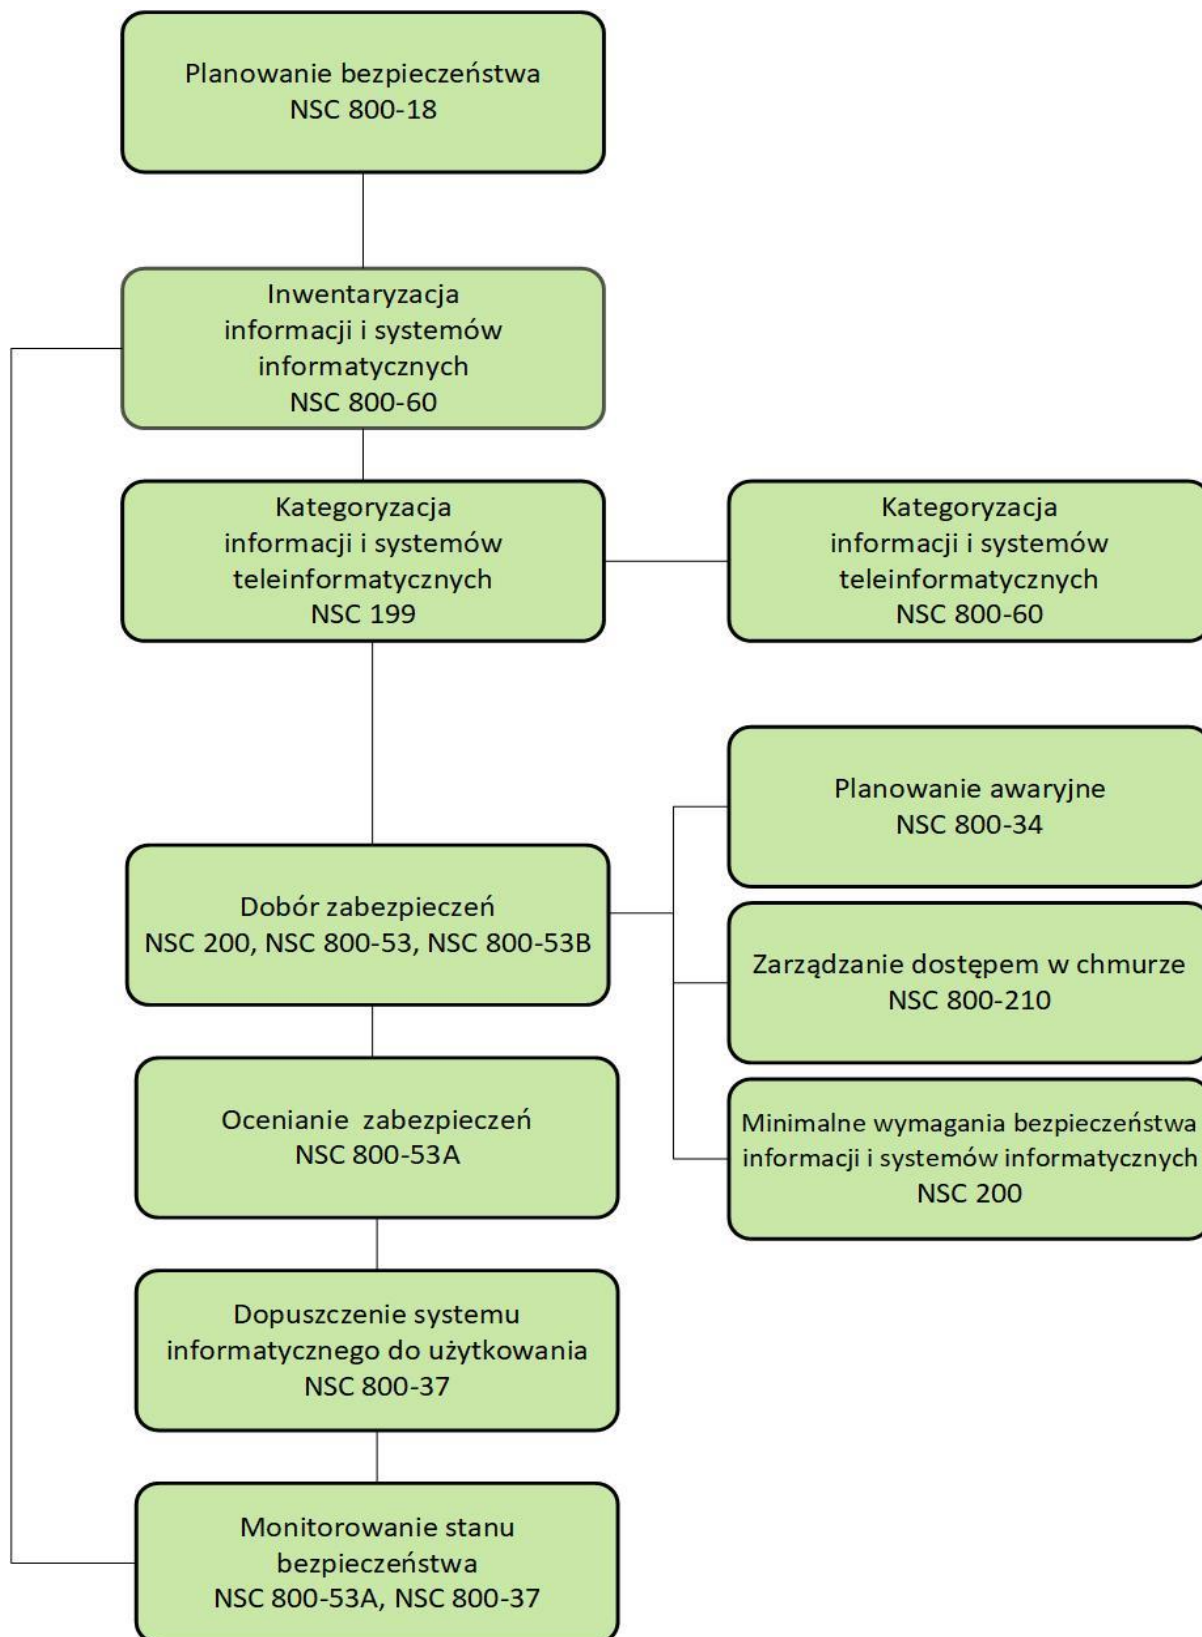 Planowanie bezpieczeństwa
NSC 800-18
Inwentaryzacja
informacji i systemów
informatycznych
NSC 800-60
Kategoryzacja
informacji i systemów
teleinformatycznych
NSC 199
Kategoryzacja
informacji i systemów
teleinformatycznych
NSC 800-60
Planowanie awaryjne
NSC 800-34
Dobór zabezpieczeń
NSC 200, NSC 800-53, NSC 800-53B
Zarządzanie dostępem w chmurze
NSC 800-210
Ocenianie zabezpieczeń
NSC 800-53A
Minimalne wymagania bezpieczeństwa
informacji i systemów informatycznych
NSC 200
Dopuszczenie systemu
informatycznego do użytkowania
NSC 800-37
Monitorowanie stanu
bezpieczeństwa
NSC 800-53A, NSC 800-37